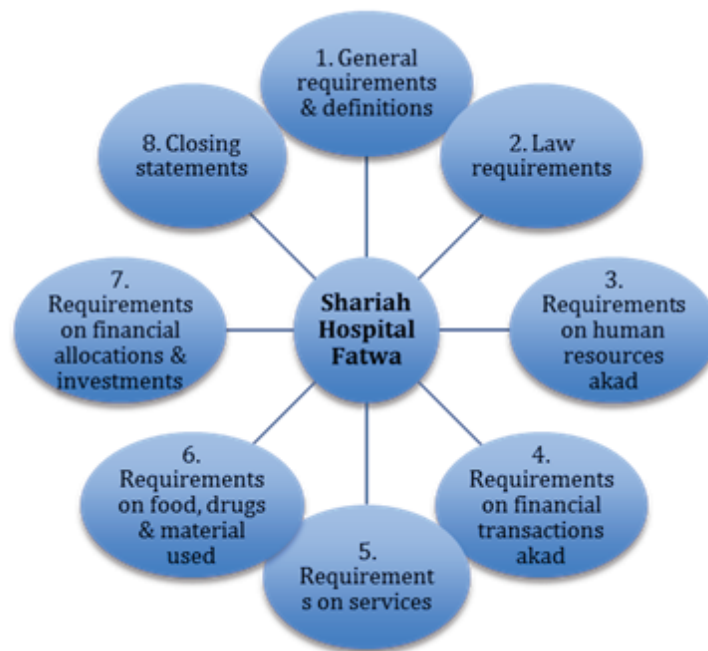 1. General
requirements
& definitions
2. Law
requirements
3.
Requirements
on human
resources
akad
4.
Requirements
on financial
transactions
akad
5.
Requirement
s on services
6.
Requirements
on food, drugs
& material
used
7.
Requirements
on financial
allocations &
investments
8. Closing
statements
Shariah
Hospital
Fatwa